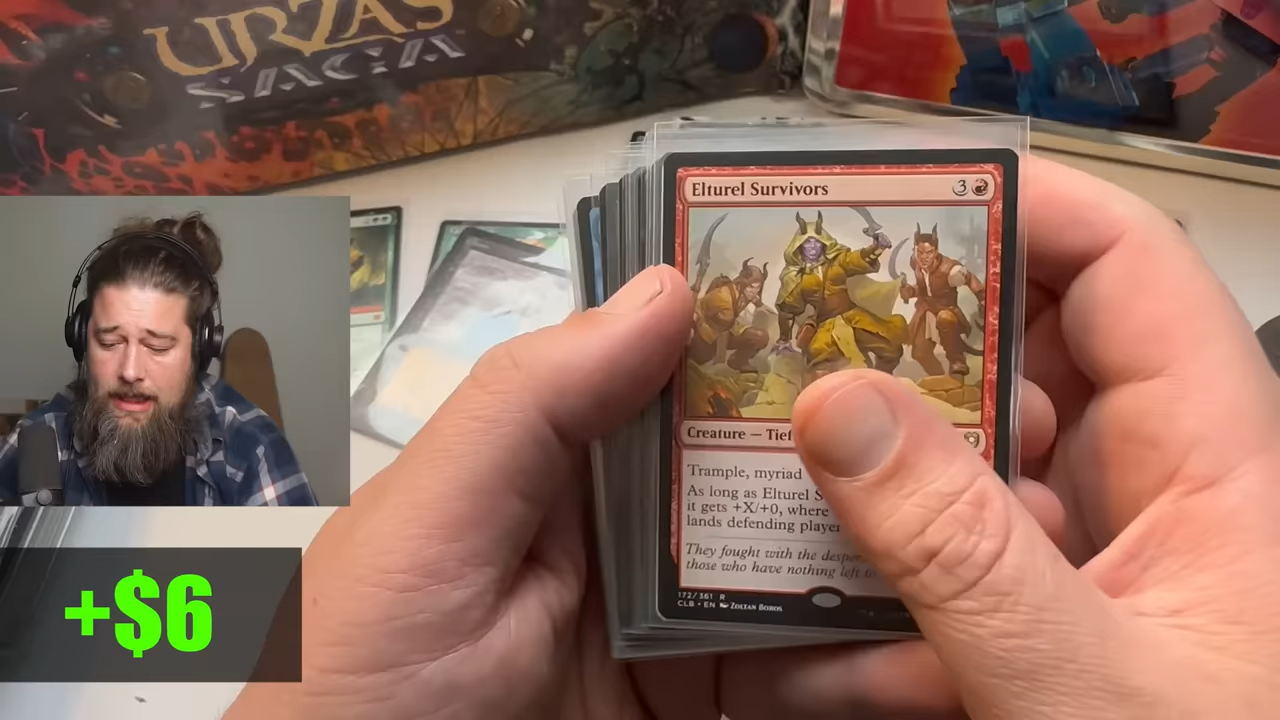 URZA'S
SAGA
Elturel Survivors
3
Creature — Tief
Trample, myriad
As long as Elturel S
it gets +X/+0, where
lands defending player
They fought with the desper
those who have nothing left to
172/361 R
CLB • EN ZOLTAN BOROS
+$6